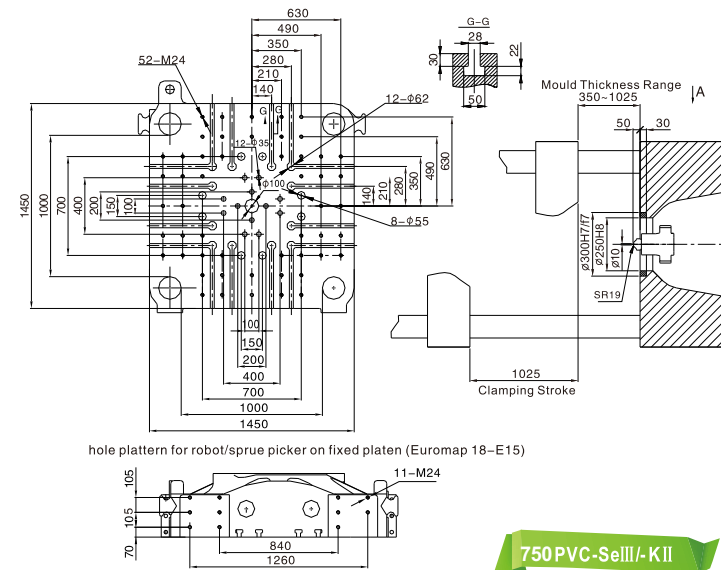 630
490
350
280
210
140
52-M24
G G
12-Φ35
Φ100
12-Φ62
8-Φ55
1450
1000
700
400
200
150
100
140
210
280
350
490
630
100
150
200
400
700
1000
1450
G-G
28
30
22
50
Mould Thickness Range
350~1025
A
50
30
ø300H7/f7
ø250H8
ø10
SR19
1025
Clamping Stroke
hole plattern for robot/sprue picker on fixed platen (Euromap 18-E15)
11-M24
105
105
70
840
1260
750PVC-SeⅢ/-KⅡ